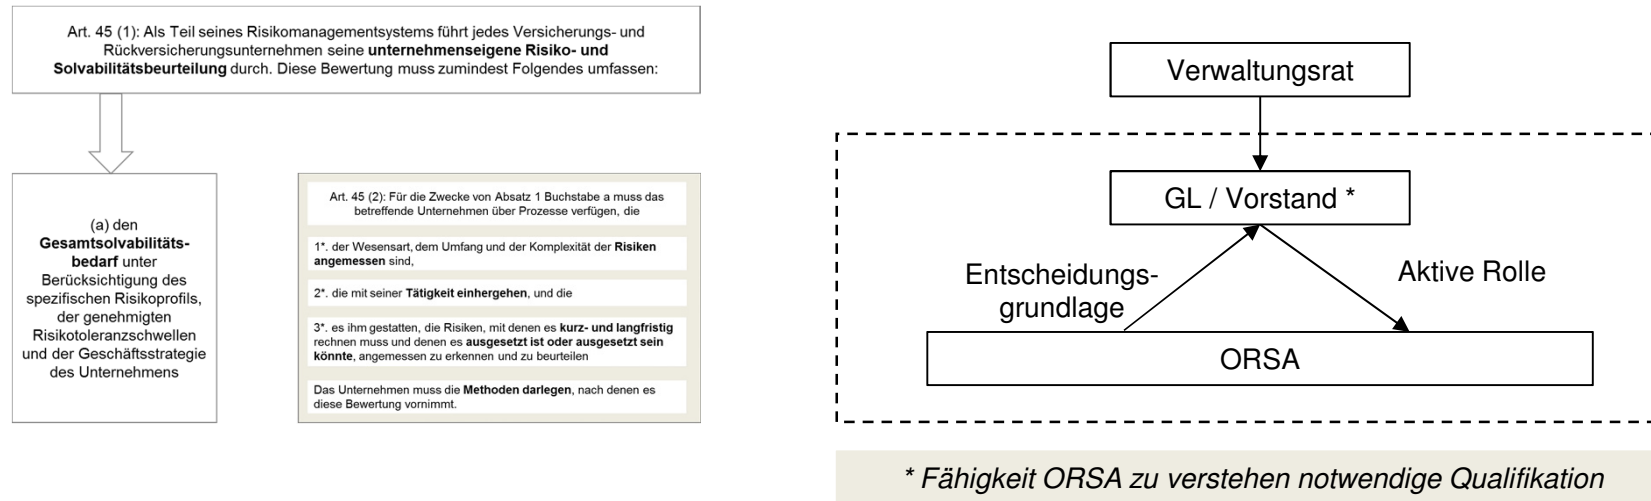 Art. 45 (1): Als Teil seines Risikomanagementsystems führt jedes Versicherungs- und
Rückversicherungsunternehmen seine unternehmenseigene Risiko- und
Solvabilitätsbeurteilung durch. Diese Bewertung muss zumindest Folgendes umfassen:
(a) den
Gesamtsolvabilitäts-
bedarf unter
Berücksichtigung des
spezifischen Risikoprofils,
der genehmigten
Risikotoleranzschwellen
und der Geschäftsstrategie
des Unternehmens
Art. 45 (2): Für die Zwecke von Absatz 1 Buchstabe a muss das
betreffende Unternehmen über Prozesse verfügen, die
1*. der Wesensart, dem Umfang und der Komplexität der Risiken
angemessen sind,
2*. die mit seiner Tätigkeit einhergehen, und die
3*. es ihm gestatten, die Risiken, mit denen es kurz- und langfristig
rechnen muss und denen es ausgesetzt ist oder ausgesetzt sein
könnte, angemessen zu erkennen und zu beurteilen
Das Unternehmen muss die Methoden darlegen, nach denen es
diese Bewertung vornimmt.
Verwaltungsrat
GL / Vorstand *
Entscheidungs-
grundlage
Aktive Rolle
ORSA
* Fähigkeit ORSA zu verstehen notwendige Qualifikation